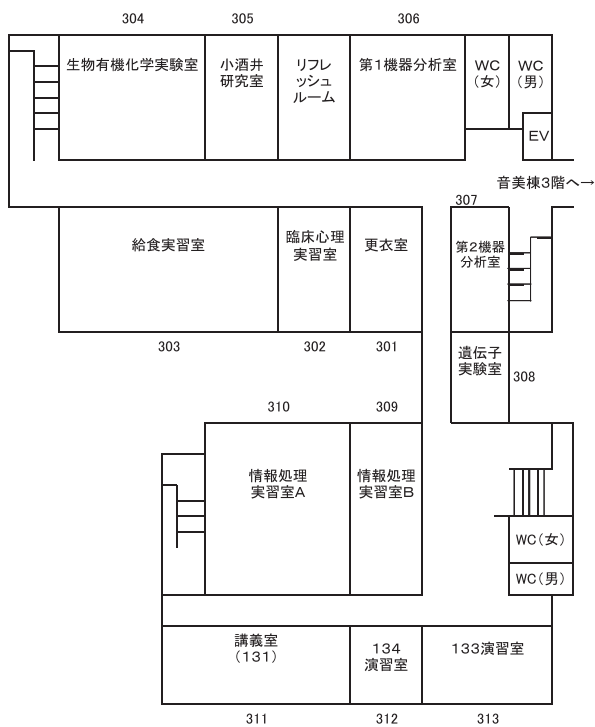 304
305
306
生物有機化学実験室
小酒井
研究室
リフレ
ッシュ
ルーム
第1機器分析室
WC
(女)
WC
(男)
EV
音美棟3階へ→
307
給食実習室
臨床心理
実習室
更衣室
第2機器
分析室
303
302
301
遺伝子
実験室
308
310
309
情報処理
実習室A
情報処理
実習室B
WC(女)
WC(男)
講義室
(131)
134
演習室
133演習室
311
312
313